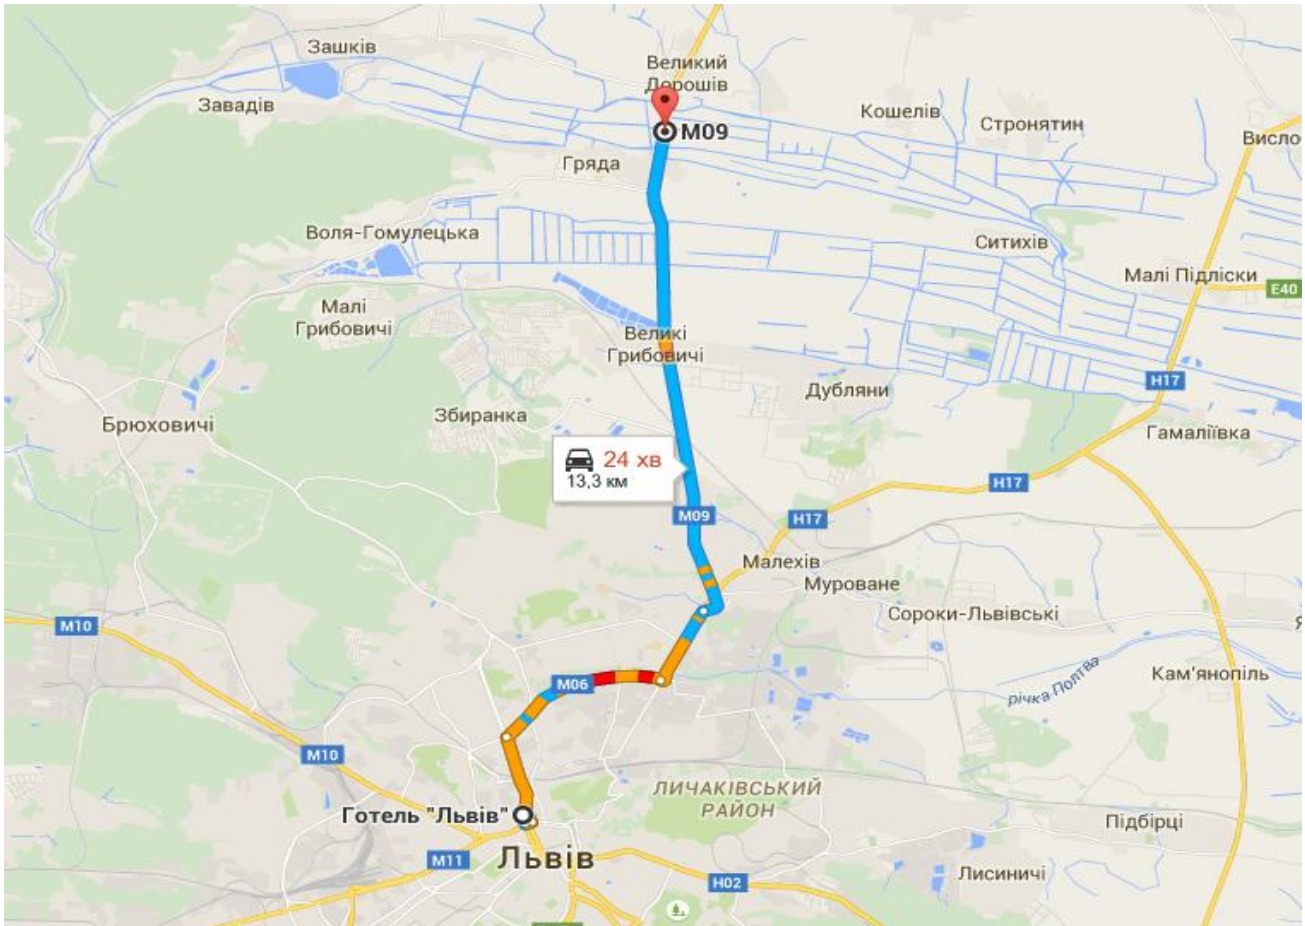 Зашків
Великий
Дорошів
Завадів
Кошелів
Стронятин
М09
Висло
Гряда
Воля-Гомулецька
Ситихів
Малі Підліски
E40
Малі
Грибовичі
Великі
Грибовичі
Дубляни
H17
Збиранка
Брюховичі
Гамаліївка
24 хв
13,3 км
H17
M09
H17
Малехів
Муроване
Сороки-Львівські
M10
Кам'янопіль
річка Полтва
M06
M10
ЛИЧАКІВСЬКИЙ
РАЙОН
Готель "Львів"
Підбірці
Львів
M11
Лисиничі
H02